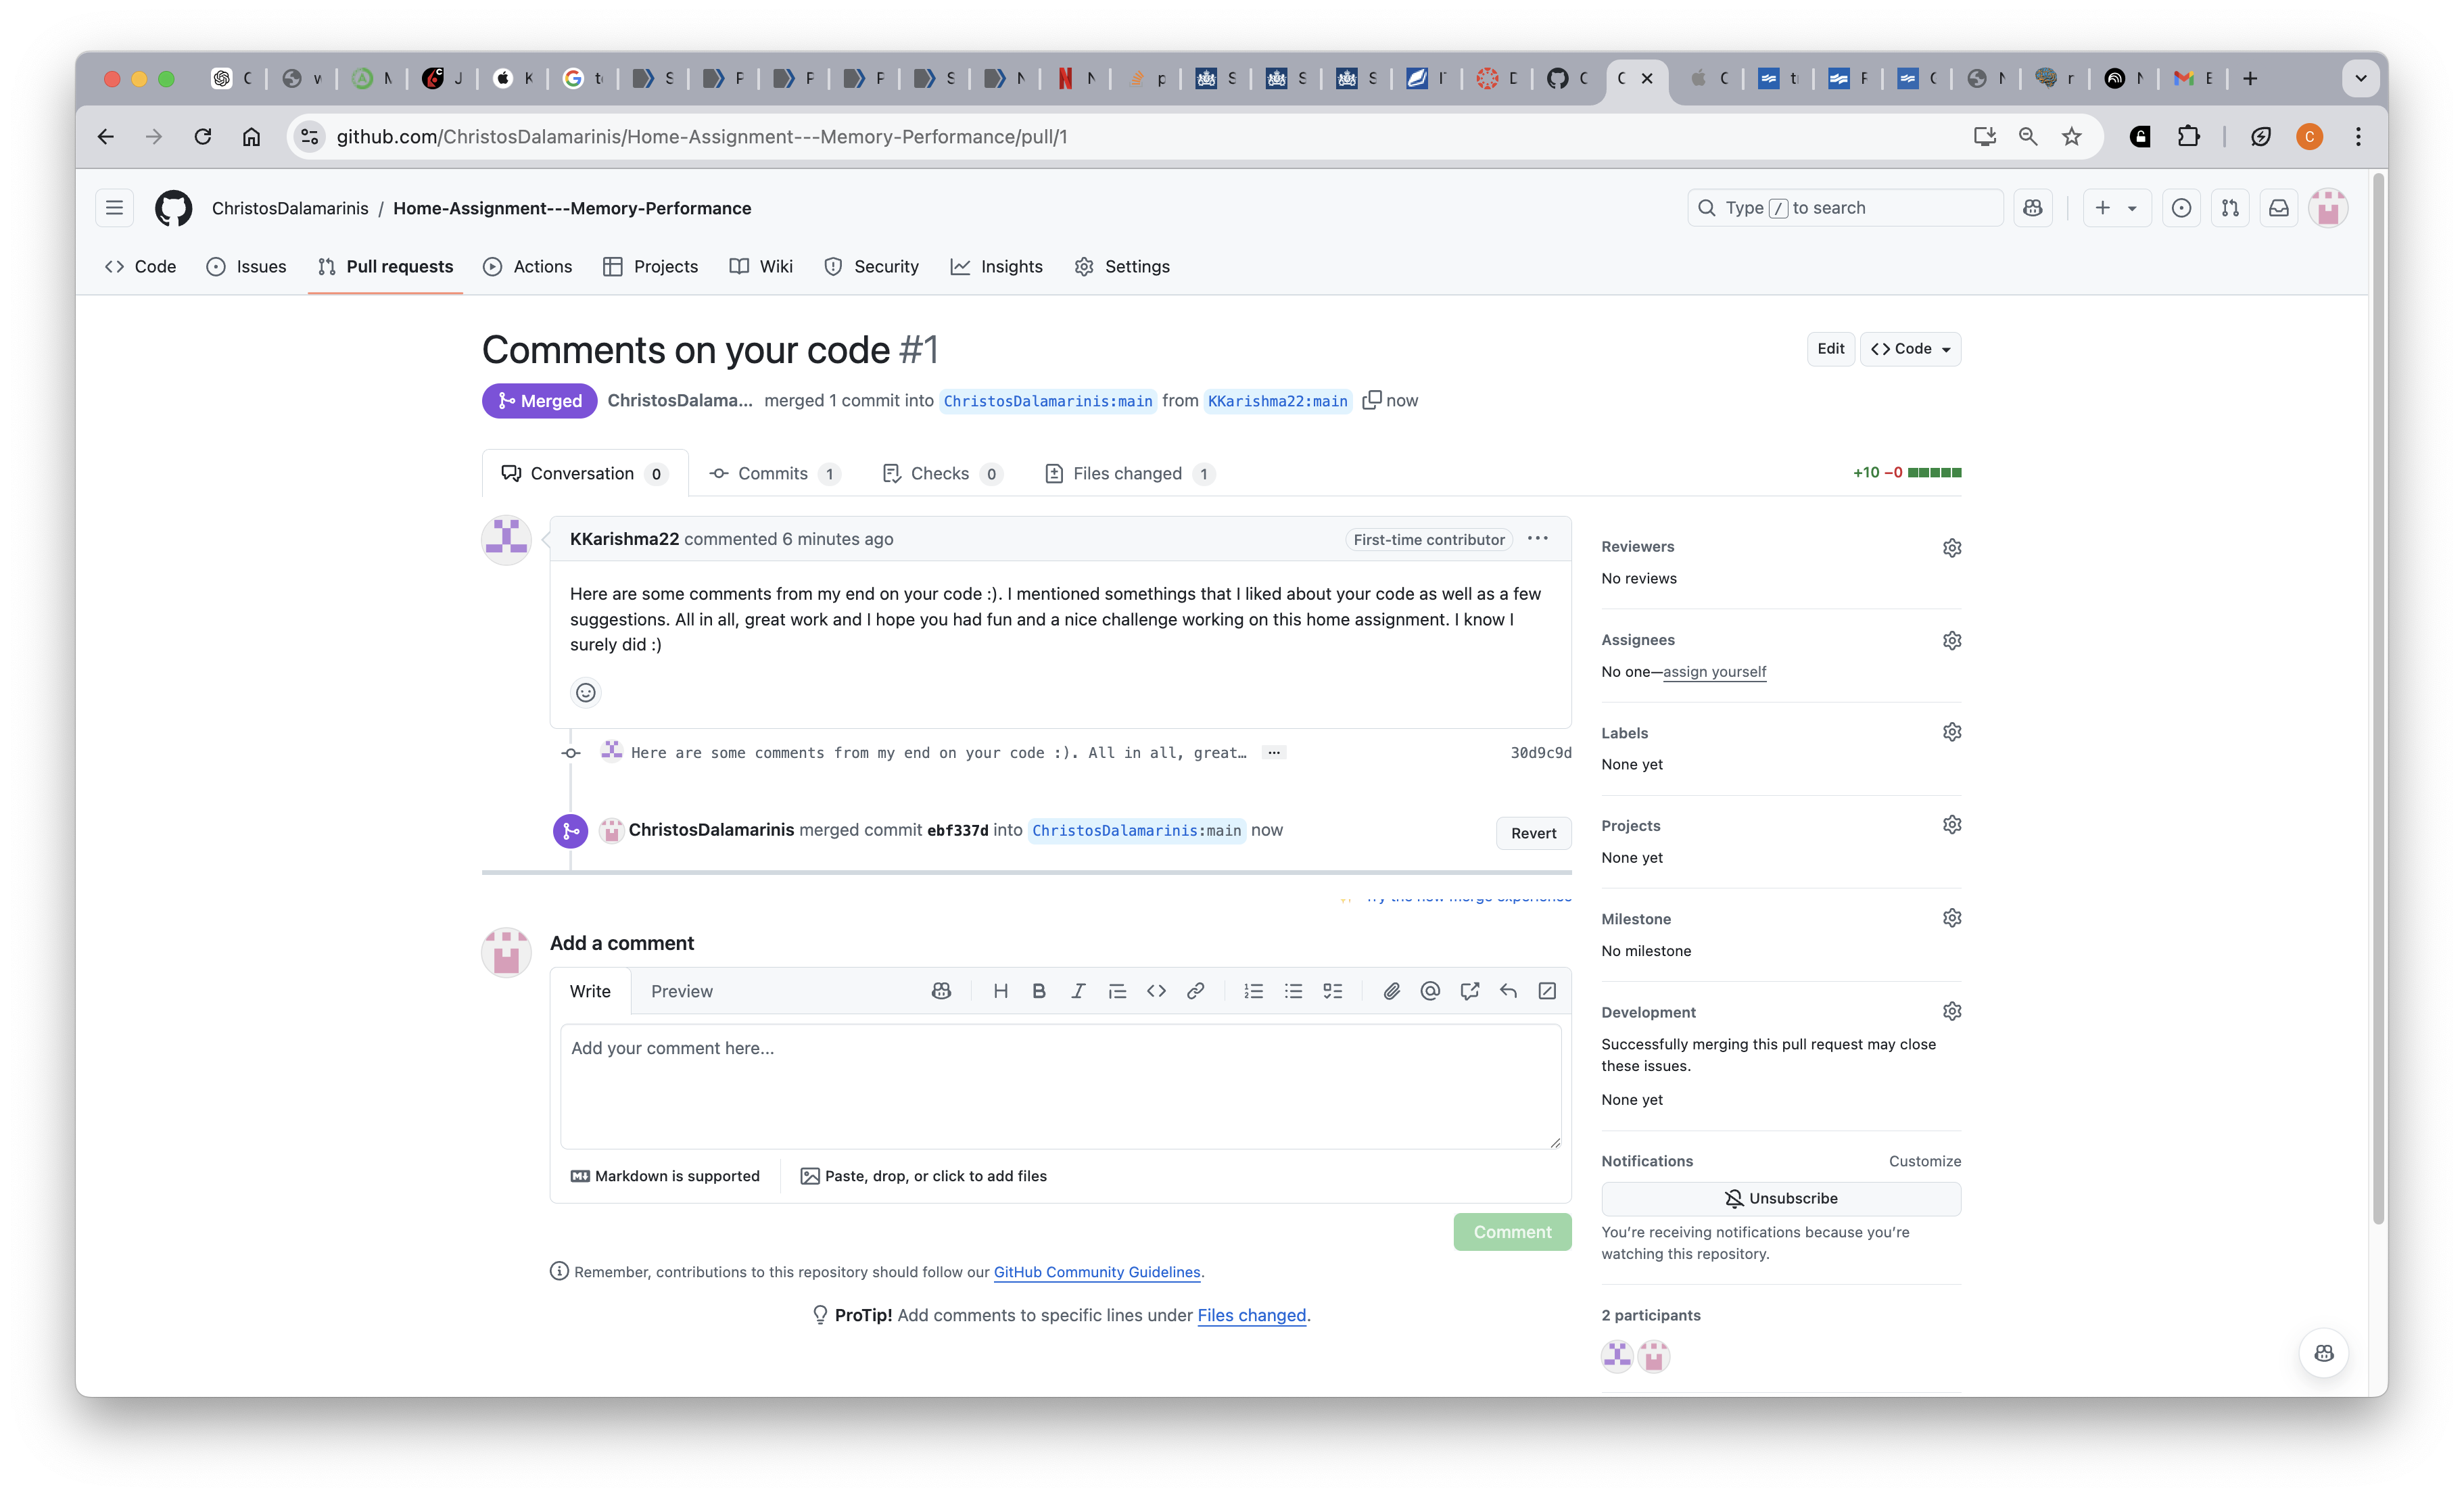 github.com/ChristosDalamarinis/Home-Assignment---Memory-Performance/pull/1
C
ChristosDalamarinis / Home-Assignment---Memory-Performance
Type / to search
Code Issues Pull requests Actions Projects Wiki Security Insights Settings
Comments on your code #1
Edit Code
Merged ChristosDalama... merged 1 commit into ChristosDalamarinis:main from KKarishma22:main now
Conversation 0 Commits 1 Checks 0 Files changed 1
+10 −0
KKarishma22 commented 6 minutes ago
First-time contributor
Here are some comments from my end on your code :). I mentioned somethings that I liked about your code as well as a few
suggestions. All in all, great work and I hope you had fun and a nice challenge working on this home assignment. I know I
surely did :)
Here are some comments from my end on your code :). All in all, great… ...
30d9c9d
ChristosDalamarinis merged commit ebf337d into ChristosDalamarinis:main now
Revert
Try the new merge experience
Add a comment
Write Preview
Add your comment here...
Markdown is supported
Paste, drop, or click to add files
Comment
Remember, contributions to this repository should follow our GitHub Community Guidelines.
ProTip! Add comments to specific lines under Files changed.
Reviewers
No reviews
Assignees
No one—assign yourself
Labels
None yet
Projects
None yet
Milestone
No milestone
Development
Successfully merging this pull request may close
these issues.
None yet
Notifications
Customize
Unsubscribe
You’re receiving notifications because you’re
watching this repository.
2 participants